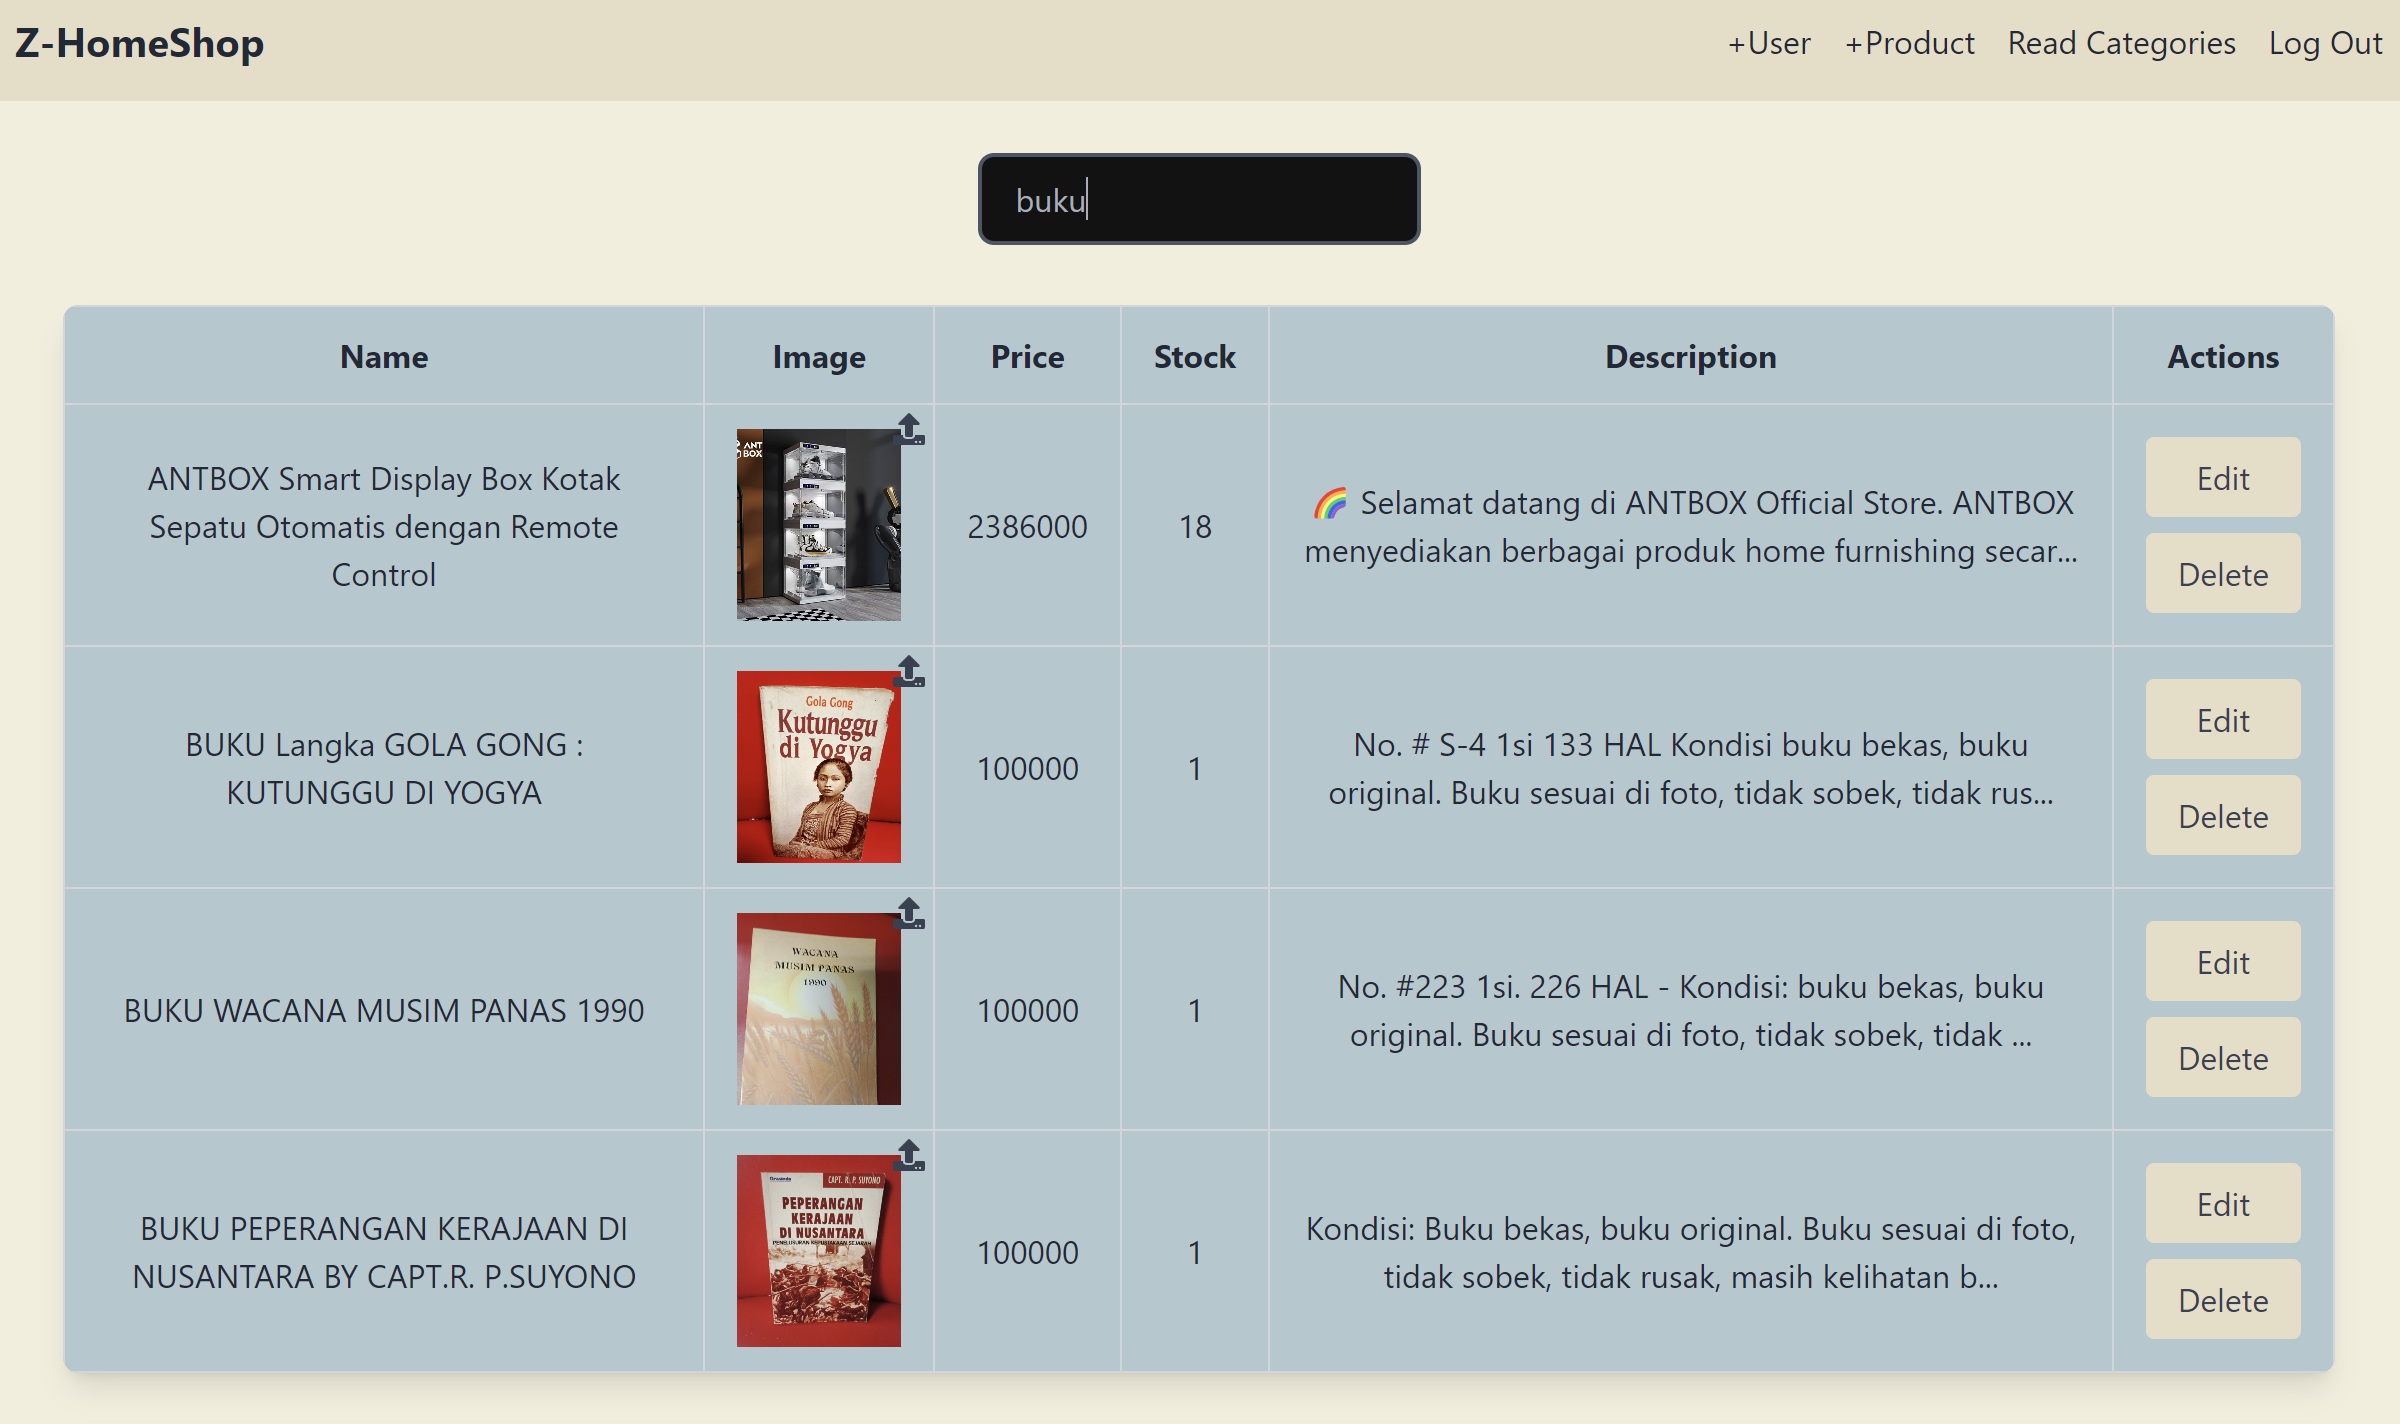 Z-HomeShop
+User +Product Read Categories Log Out
buku
Name Image Price Stock Description Actions
ANTBOX Smart Display Box Kotak
Sepatu Otomatis dengan Remote
Control
ANT
BOX
2386000
18
🌈 Selamat datang di ANTBOX Official Store. ANTBOX
menyediakan berbagai produk home furnishing secar...
Edit
Delete
BUKU Langka GOLA GONG :
KUTUNGGU DI YOGYA
Gola Gong
Kutunggu
di Yogya
100000
1
No. # S-4 1si 133 HAL Kondisi buku bekas, buku
original. Buku sesuai di foto, tidak sobek, tidak rus...
Edit
Delete
BUKU WACANA MUSIM PANAS 1990
WACANA
MUSIM PANAS
1990
100000
1
No. #223 1si. 226 HAL - Kondisi: buku bekas, buku
original. Buku sesuai di foto, tidak sobek, tidak ...
Edit
Delete
BUKU PEPERANGAN KERAJAAN DI
NUSANTARA BY CAPT.R. P.SUYONO
CAPT. R. P. SUYONO
PEPERANGAN
KERAJAAN
DI NUSANTARA
PENELUSURAN KEPUSTAKAAN SEJARAH
100000
1
Kondisi: Buku bekas, buku original. Buku sesuai di foto,
tidak sobek, tidak rusak, masih kelihatan b...
Edit
Delete